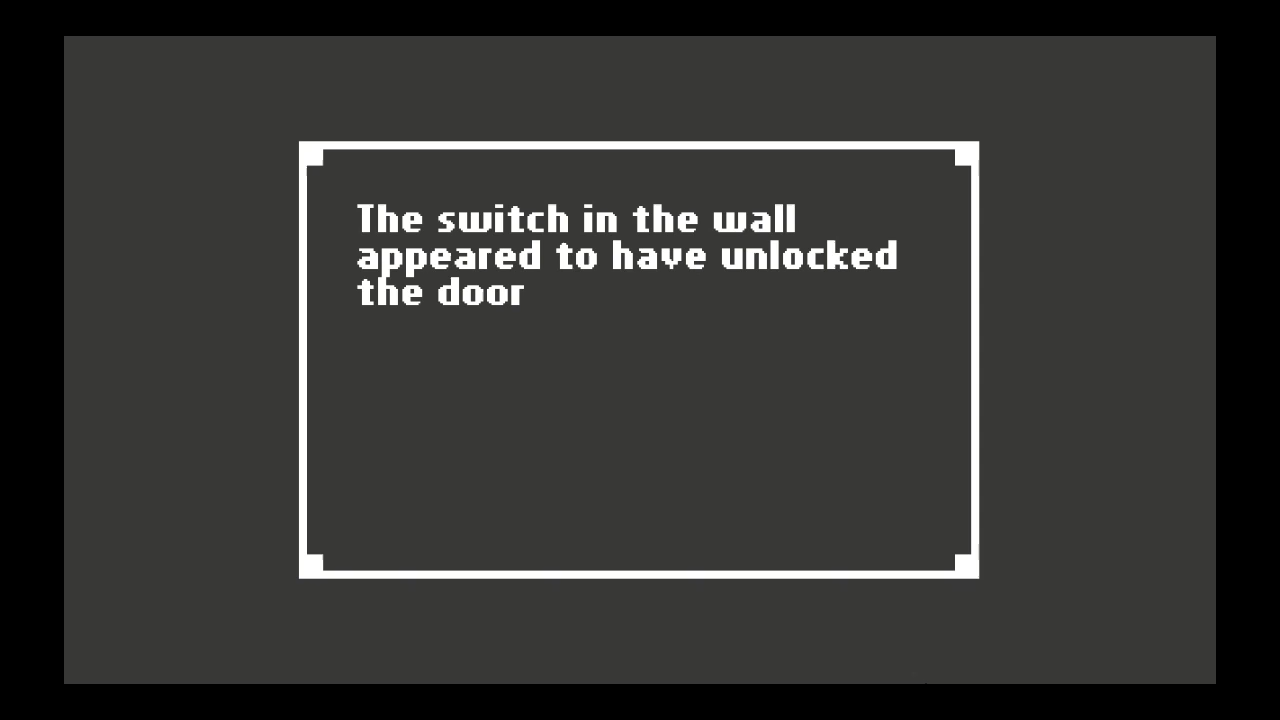 The switch in the wall
appeared to have unlocked
the door